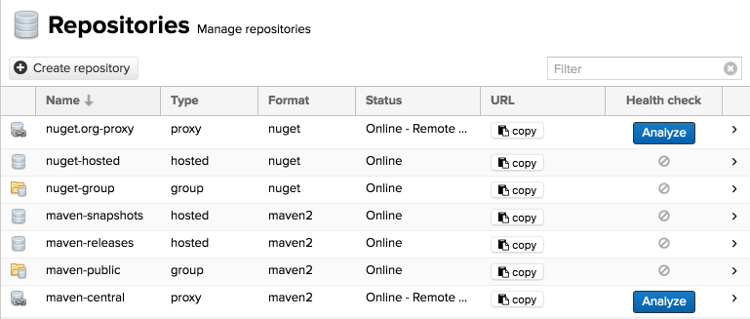 Repositories Manage repositories
Create repository Filter
Name Type Format Status URL Health check
nuget.org-proxy proxy nuget Online - Remote ... copy Analyze
nuget-hosted hosted nuget Online copy
nuget-group group nuget Online copy
maven-snapshots hosted maven2 Online copy
maven-releases hosted maven2 Online copy
maven-public group maven2 Online copy
maven-central proxy maven2 Online - Remote ... copy Analyze